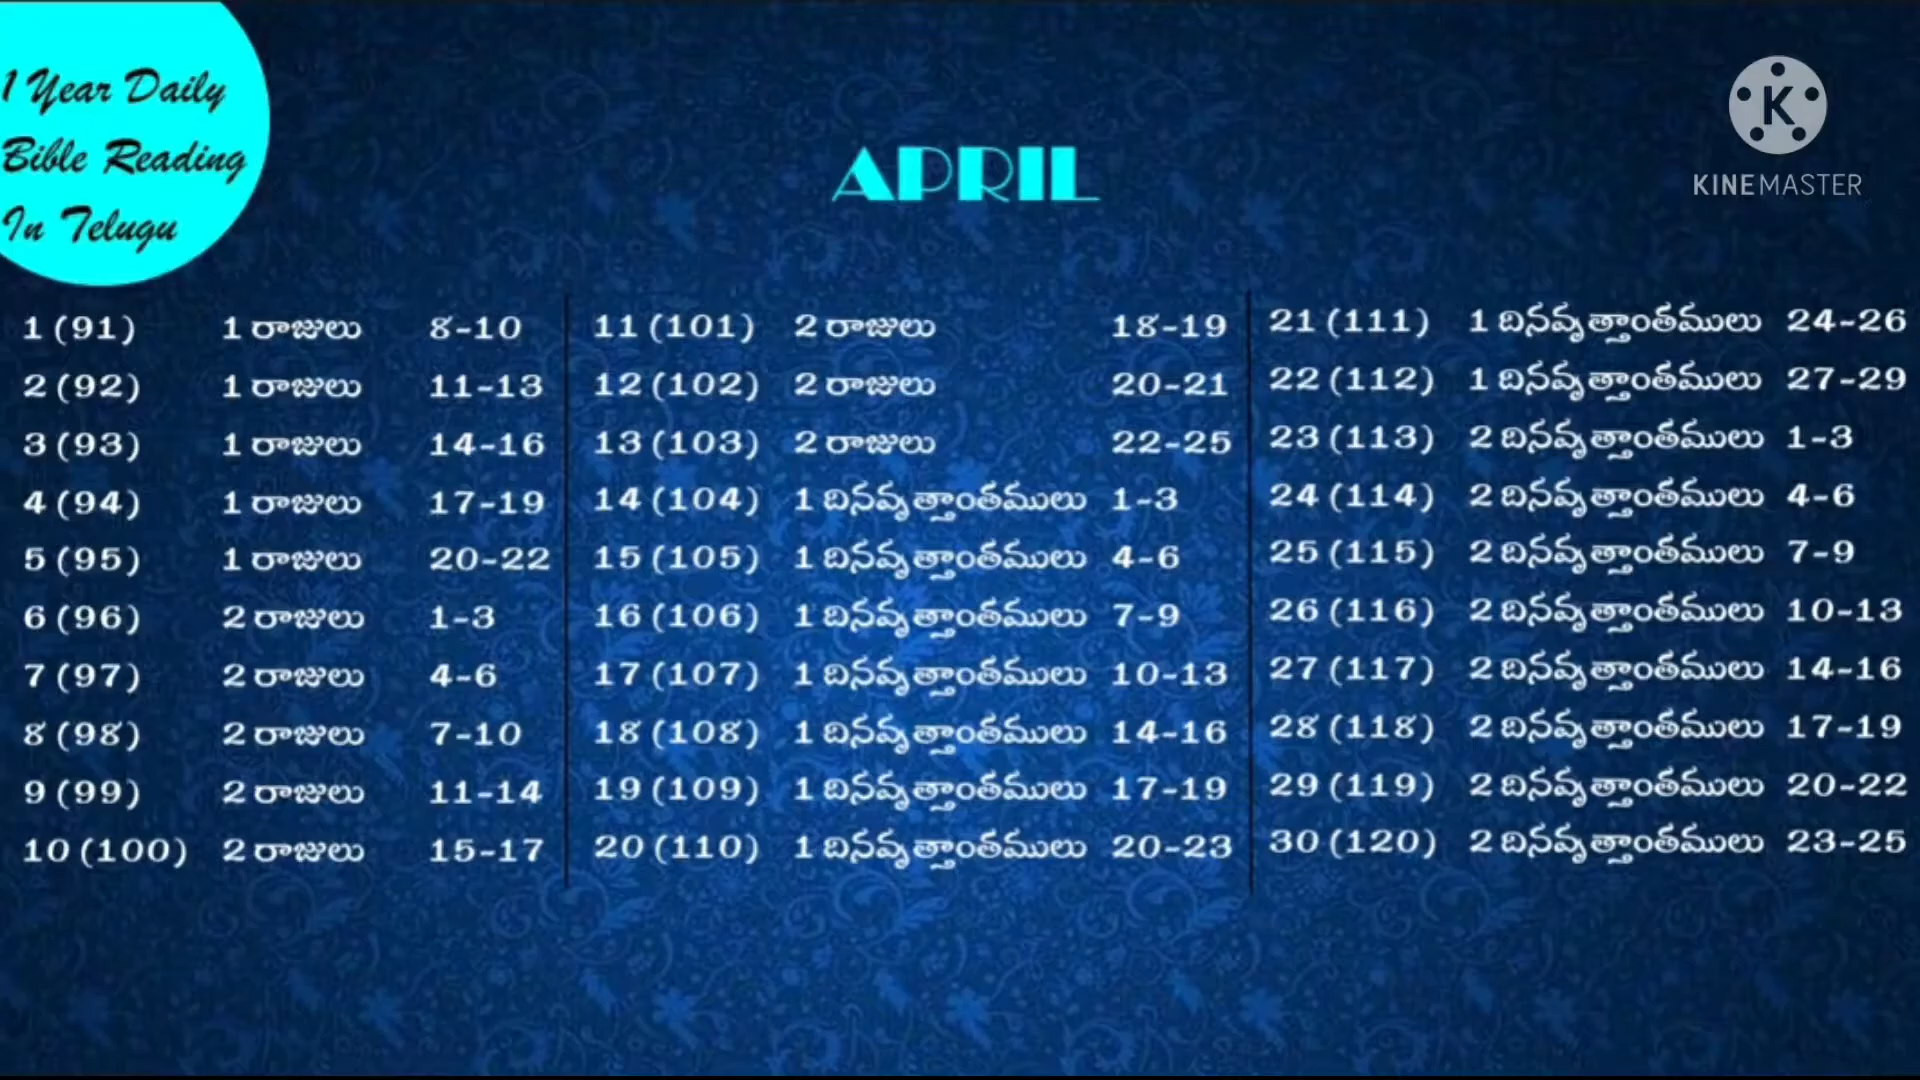 1 Year Daily
Bible Reading
In Telugu
KINEMASTER
APRIL
1 (91) 1 రాజులు 8-10
2 (92) 1 రాజులు 11-13
3 (93) 1 రాజులు 14-16
4 (94) 1 రాజులు 17-19
5 (95) 1 రాజులు 20-22
6 (96) 2 రాజులు 1-3
7 (97) 2 రాజులు 4-6
8 (98) 2 రాజులు 7-10
9 (99) 2 రాజులు 11-14
10 (100) 2 రాజులు 15-17
11 (101) 2 రాజులు 18-19
12 (102) 2 రాజులు 20-21
13 (103) 2 రాజులు 22-25
14 (104) 1 దినవృత్తాంతములు 1-3
15 (105) 1 దినవృత్తాంతములు 4-6
16 (106) 1 దినవృత్తాంతములు 7-9
17 (107) 1 దినవృత్తాంతములు 10-13
18 (108) 1 దినవృత్తాంతములు 14-16
19 (109) 1 దినవృత్తాంతములు 17-19
20 (110) 1 దినవృత్తాంతములు 20-23
21 (111) 1 దినవృత్తాంతములు 24-26
22 (112) 1 దినవృత్తాంతములు 27-29
23 (113) 2 దినవృత్తాంతములు 1-3
24 (114) 2 దినవృత్తాంతములు 4-6
25 (115) 2 దినవృత్తాంతములు 7-9
26 (116) 2 దినవృత్తాంతములు 10-13
27 (117) 2 దినవృత్తాంతములు 14-16
28 (118) 2 దినవృత్తాంతములు 17-19
29 (119) 2 దినవృత్తాంతములు 20-22
30 (120) 2 దినవృత్తాంతములు 23-25